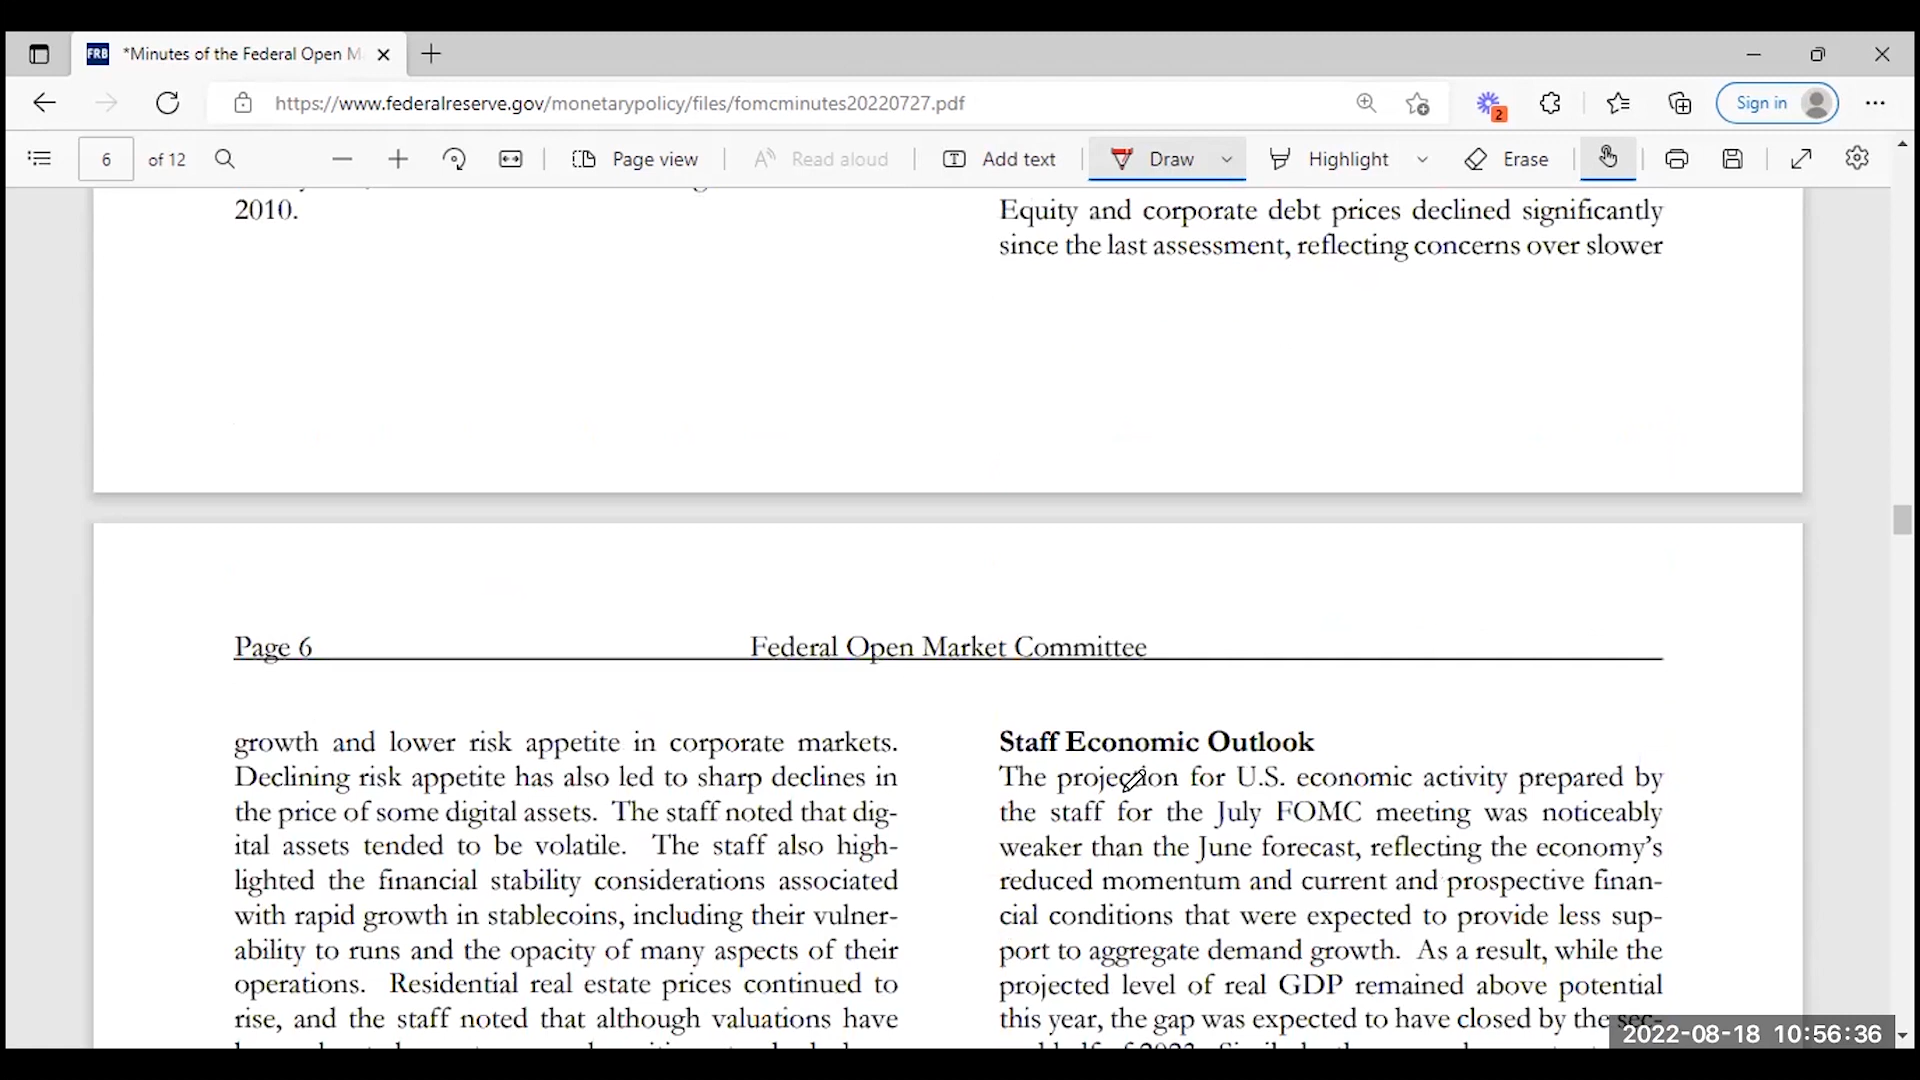 FRB *Minutes of the Federal Open M
https://www.federalreserve.gov/monetarypolicy/files/fomcminutes20220727.pdf
2
Sign in
6 of 12
Page view
Read aloud
Add text
Draw
Highlight
Erase
2010.
Equity and corporate debt prices declined significantly
since the last assessment, reflecting concerns over slower
Page 6
Federal Open Market Committee
growth and lower risk appetite in corporate markets.
Declining risk appetite has also led to sharp declines in
the price of some digital assets. The staff noted that dig-
ital assets tended to be volatile. The staff also high-
lighted the financial stability considerations associated
with rapid growth in stablecoins, including their vulner-
ability to runs and the opacity of many aspects of their
operations. Residential real estate prices continued to
rise, and the staff noted that although valuations have
Staff Economic Outlook
The projection for U.S. economic activity prepared by
the staff for the July FOMC meeting was noticeably
weaker than the June forecast, reflecting the economy's
reduced momentum and current and prospective finan-
cial conditions that were expected to provide less sup-
port to aggregate demand growth. As a result, while the
projected level of real GDP remained above potential
this year, the gap was expected to have closed by the sec-
2022-08-18 10:56:36